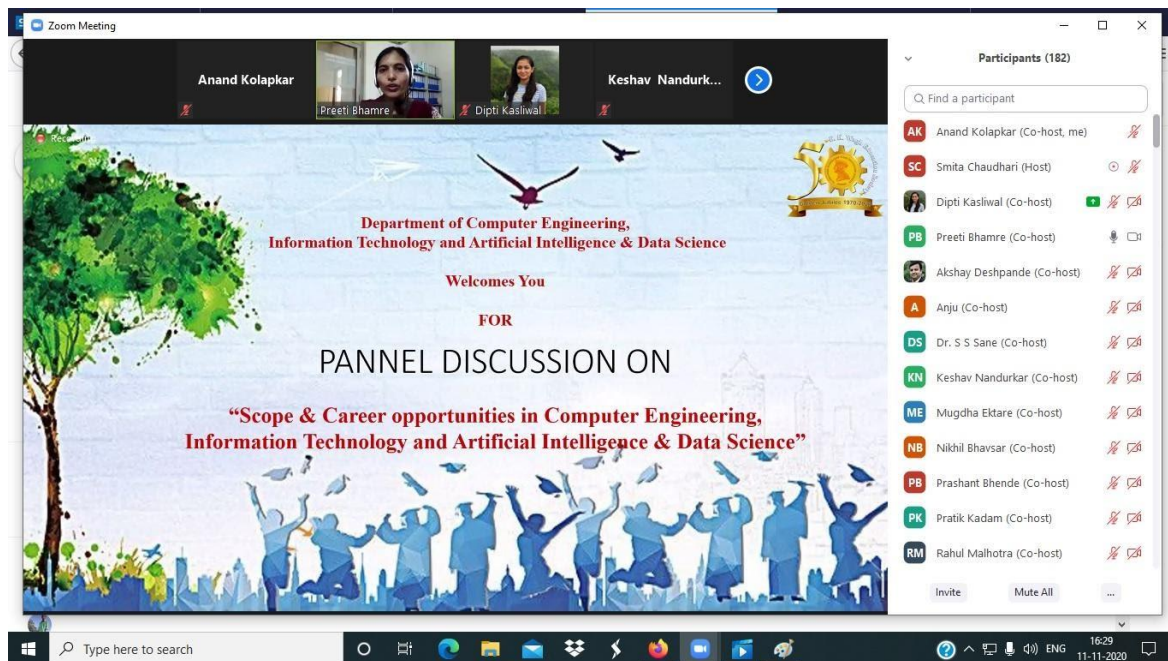 Zoom Meeting
Anand Kolapkar
Preeti Bhamre
Dipti Kasliwal
Keshav Nandurk...
Department of Computer Engineering,
Information Technology and Artificial Intelligence & Data Science
Welcomes You
FOR
PANNEL DISCUSSION ON
“Scope & Career opportunities in Computer Engineering,
Information Technology and Artificial Intelligence & Data Science”
Participants (182)
Find a participant
AK Anand Kolapkar (Co-host, me)
SC Smita Chaudhari (Host)
Dipti Kasliwal (Co-host)
PB Preeti Bhamre (Co-host)
Akshay Deshpande (Co-host)
A Anju (Co-host)
DS Dr. S S Sane (Co-host)
KN Keshav Nandurkar (Co-host)
ME Mugdha Ektare (Co-host)
NB Nikhil Bhavsar (Co-host)
PB Prashant Bhende (Co-host)
PK Pratik Kadam (Co-host)
RM Rahul Malhotra (Co-host)
Invite Mute All ...
Type here to search
ENG
16:29
11-11-2020